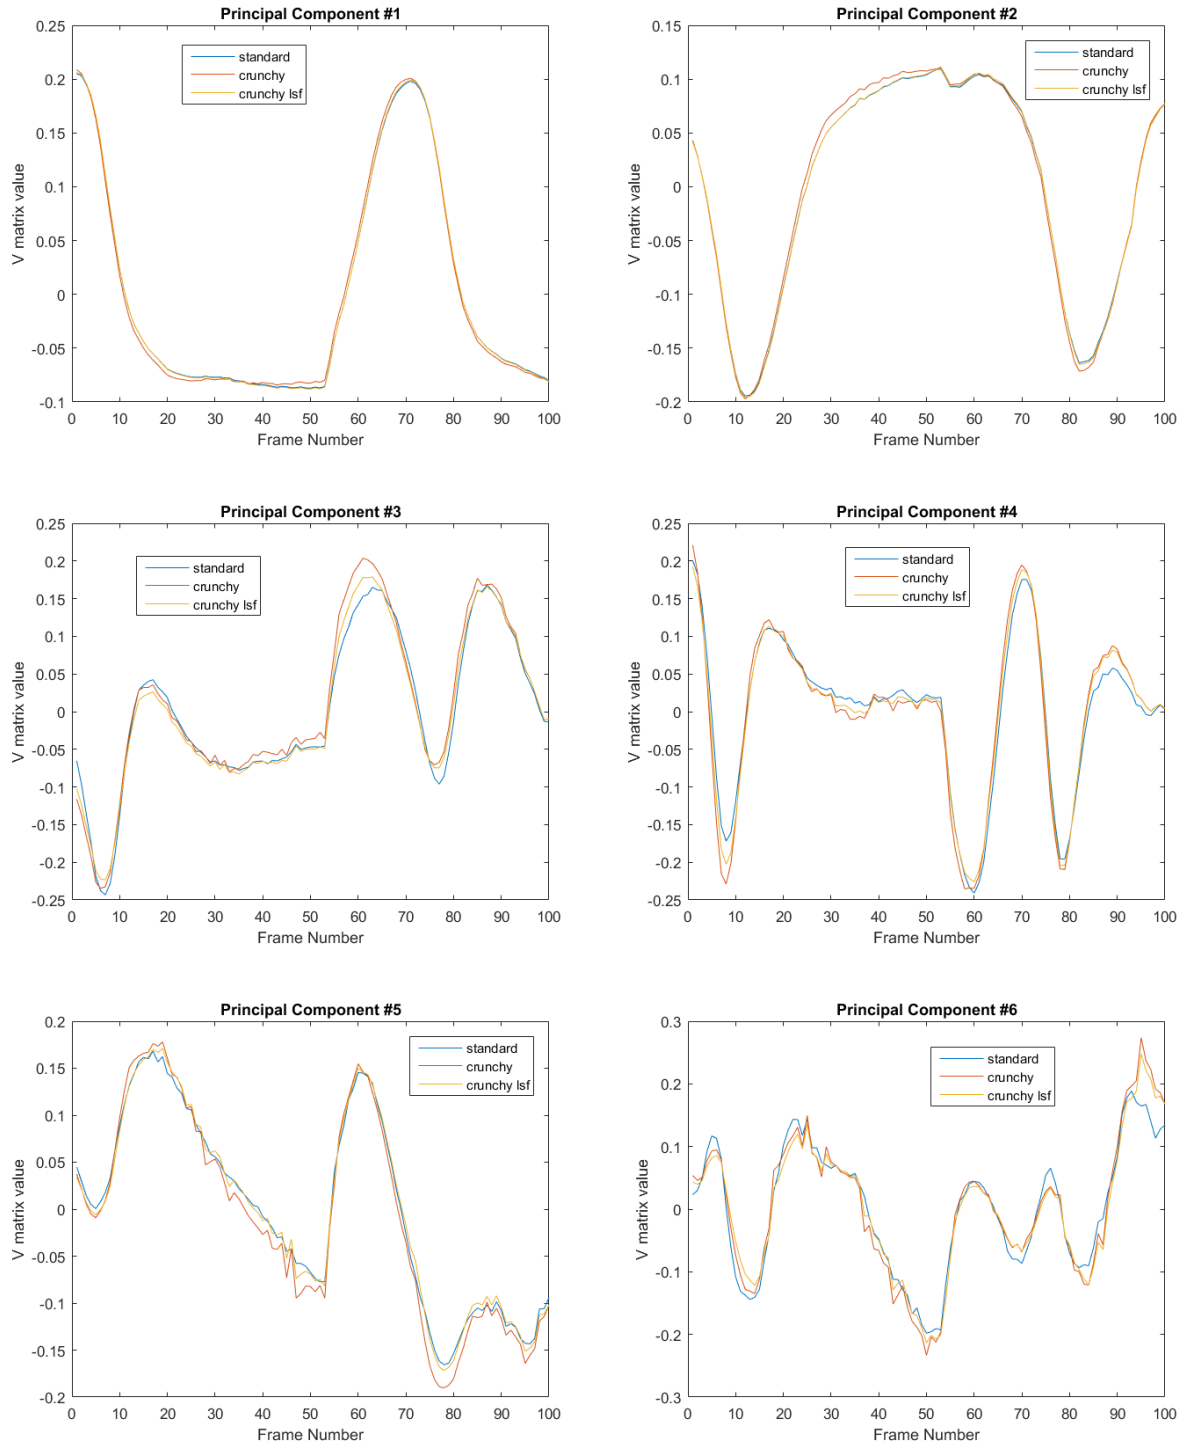 Principal Component #1
0.25
0.2
0.15
0.1
0.05
0
-0.05
-0.1
V matrix value
standard
crunchy
crunchy lsf
0 10 20 30 40 50 60 70 80 90 100
Frame Number
Principal Component #2
0.15
0.1
0.05
0
-0.05
-0.1
-0.15
-0.2
V matrix value
standard
crunchy
crunchy lsf
0 10 20 30 40 50 60 70 80 90 100
Frame Number
Principal Component #3
0.25
0.2
0.15
0.1
0.05
0
-0.05
-0.1
-0.15
-0.2
-0.25
V matrix value
standard
crunchy
crunchy lsf
0 10 20 30 40 50 60 70 80 90 100
Frame Number
Principal Component #4
0.25
0.2
0.15
0.1
0.05
0
-0.05
-0.1
-0.15
-0.2
-0.25
V matrix value
standard
crunchy
crunchy lsf
0 10 20 30 40 50 60 70 80 90 100
Frame Number
Principal Component #5
0.2
0.15
0.1
0.05
0
-0.05
-0.1
-0.15
-0.2
V matrix value
standard
crunchy
crunchy lsf
0 10 20 30 40 50 60 70 80 90 100
Frame Number
Principal Component #6
0.3
0.2
0.1
0
-0.1
-0.2
-0.3
V matrix value
standard
crunchy
crunchy lsf
0 10 20 30 40 50 60 70 80 90 100
Frame Number